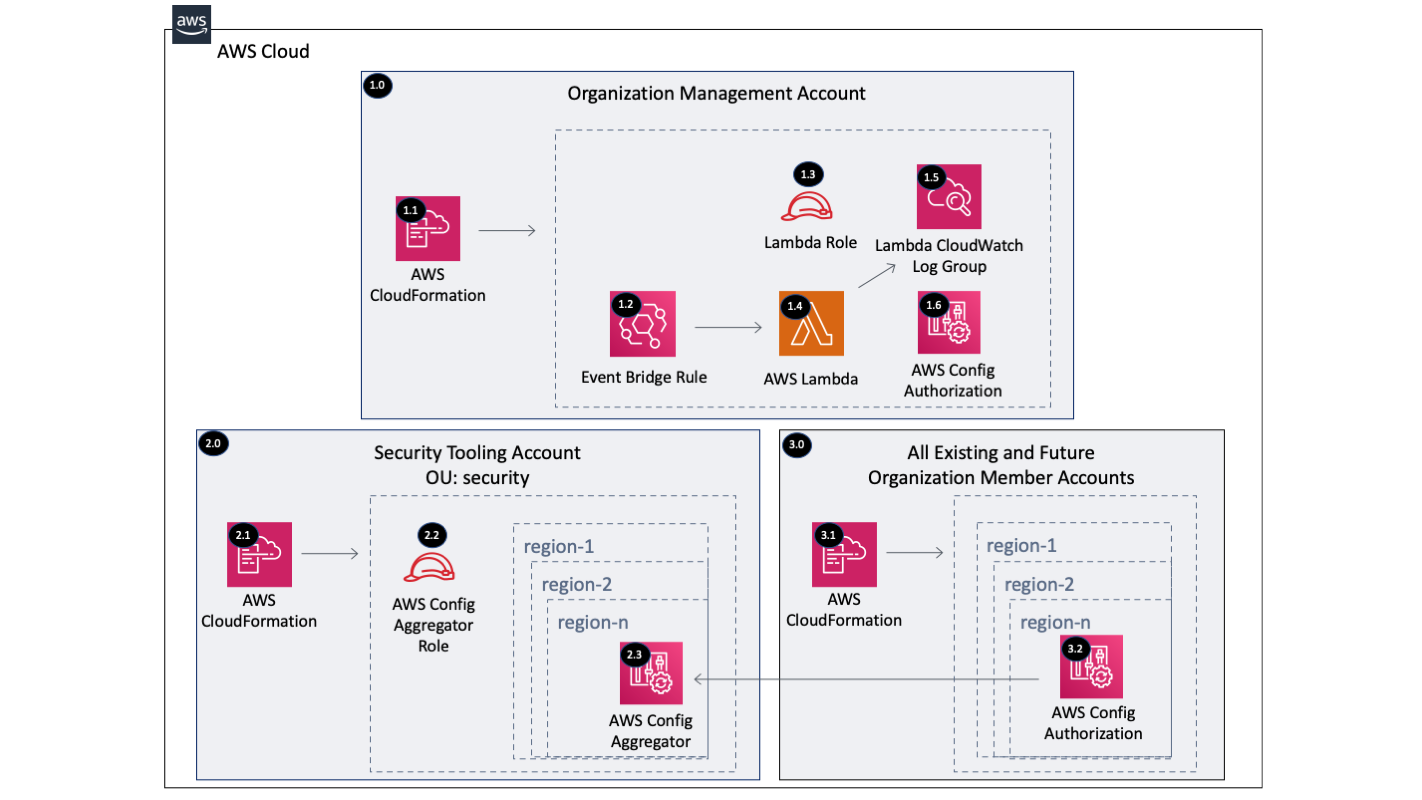 aws
AWS Cloud
1.0
Organization Management Account
1.1
AWS
CloudFormation
1.3
Lambda Role
1.5
Lambda CloudWatch
Log Group
1.2
Event Bridge Rule
1.4
AWS Lambda
1.6
AWS Config
Authorization
2.0
Security Tooling Account
OU: security
2.1
AWS
CloudFormation
2.2
AWS Config
Aggregator
Role
region-1
region-2
region-n
2.3
AWS Config
Aggregator
3.0
All Existing and Future
Organization Member Accounts
3.1
AWS
CloudFormation
region-1
region-2
region-n
3.2
AWS Config
Authorization